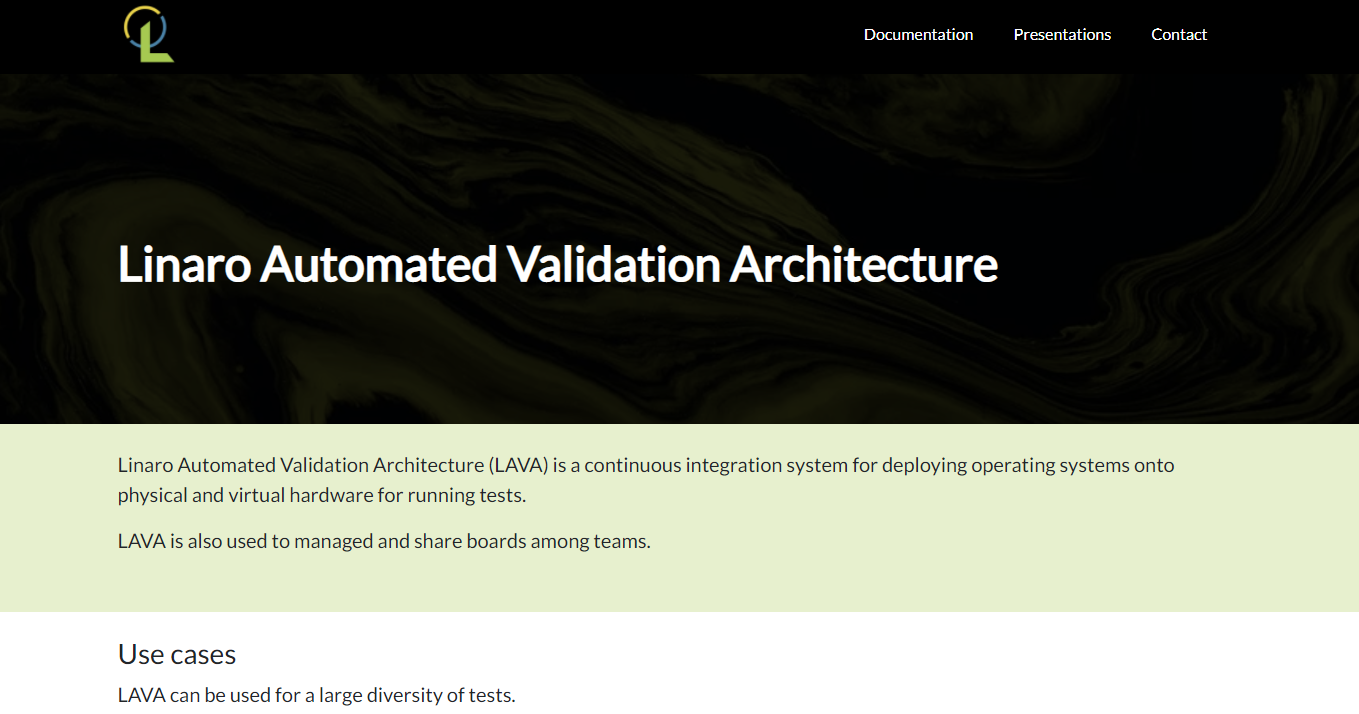 Documentation Presentations Contact
Linaro Automated Validation Architecture
Linaro Automated Validation Architecture (LAVA) is a continuous integration system for deploying operating systems onto
physical and virtual hardware for running tests.
LAVA is also used to managed and share boards among teams.
Use cases
LAVA can be used for a large diversity of tests.